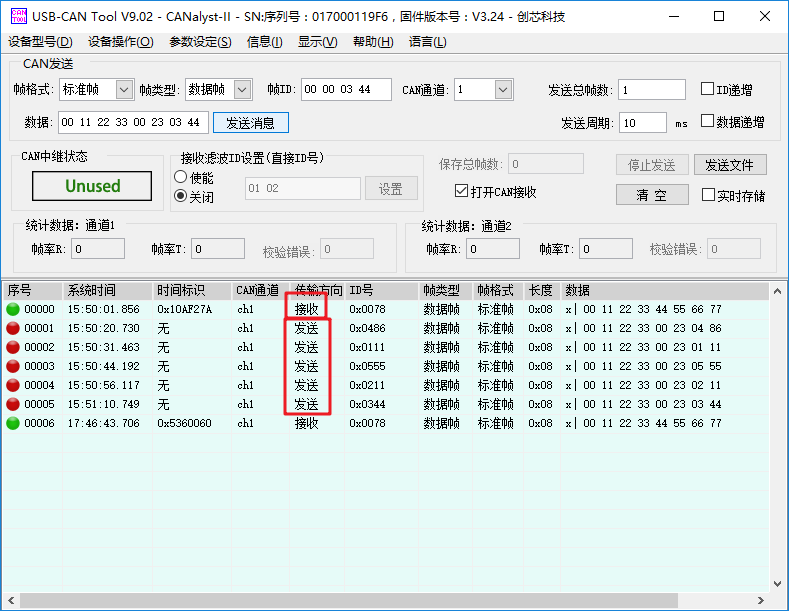 USB-CAN Tool V9.02 - CANalyst-II - SN:序列号：017000119F6，固件版本号：V3.24 - 创芯科技
设备型号(D) 设备操作(O) 参数设定(S) 信息(I) 显示(V) 帮助(H) 语言(L)
CAN发送
帧格式: 标准帧 帧类型: 数据帧 帧ID: 00 00 03 44 CAN通道: 1 发送总帧数: 1 ID递增
数据: 00 11 22 33 00 23 03 44 发送消息 发送周期: 10 ms 数据递增
CAN中继状态
Unused
接收滤波ID设置(直接ID号)
使能
关闭
01 02 设置
保存总帧数: 0 停止发送 发送文件
打开CAN接收 清 空 实时存储
统计数据: 通道1
帧率R: 0 帧率T: 0 校验错误: 0
统计数据: 通道2
帧率R: 0 帧率T: 0 校验错误: 0
序号 系统时间 时间标识 CAN通道 传输方向 ID号 帧类型 帧格式 长度 数据
00000 15:50:01.856 0x10AF27A ch1 接收 0x0078 数据帧 标准帧 0x08 x| 00 11 22 33 44 55 66 77
00001 15:50:20.730 无 ch1 发送 0x0486 数据帧 标准帧 0x08 x| 00 11 22 33 00 23 04 86
00002 15:50:31.463 无 ch1 发送 0x0111 数据帧 标准帧 0x08 x| 00 11 22 33 00 23 01 11
00003 15:50:44.192 无 ch1 发送 0x0555 数据帧 标准帧 0x08 x| 00 11 22 33 00 23 05 55
00004 15:50:56.117 无 ch1 发送 0x0211 数据帧 标准帧 0x08 x| 00 11 22 33 00 23 02 11
00005 15:51:10.749 无 ch1 发送 0x0344 数据帧 标准帧 0x08 x| 00 11 22 33 00 23 03 44
00006 17:46:43.706 0x5360060 ch1 接收 0x0078 数据帧 标准帧 0x08 x| 00 11 22 33 44 55 66 77